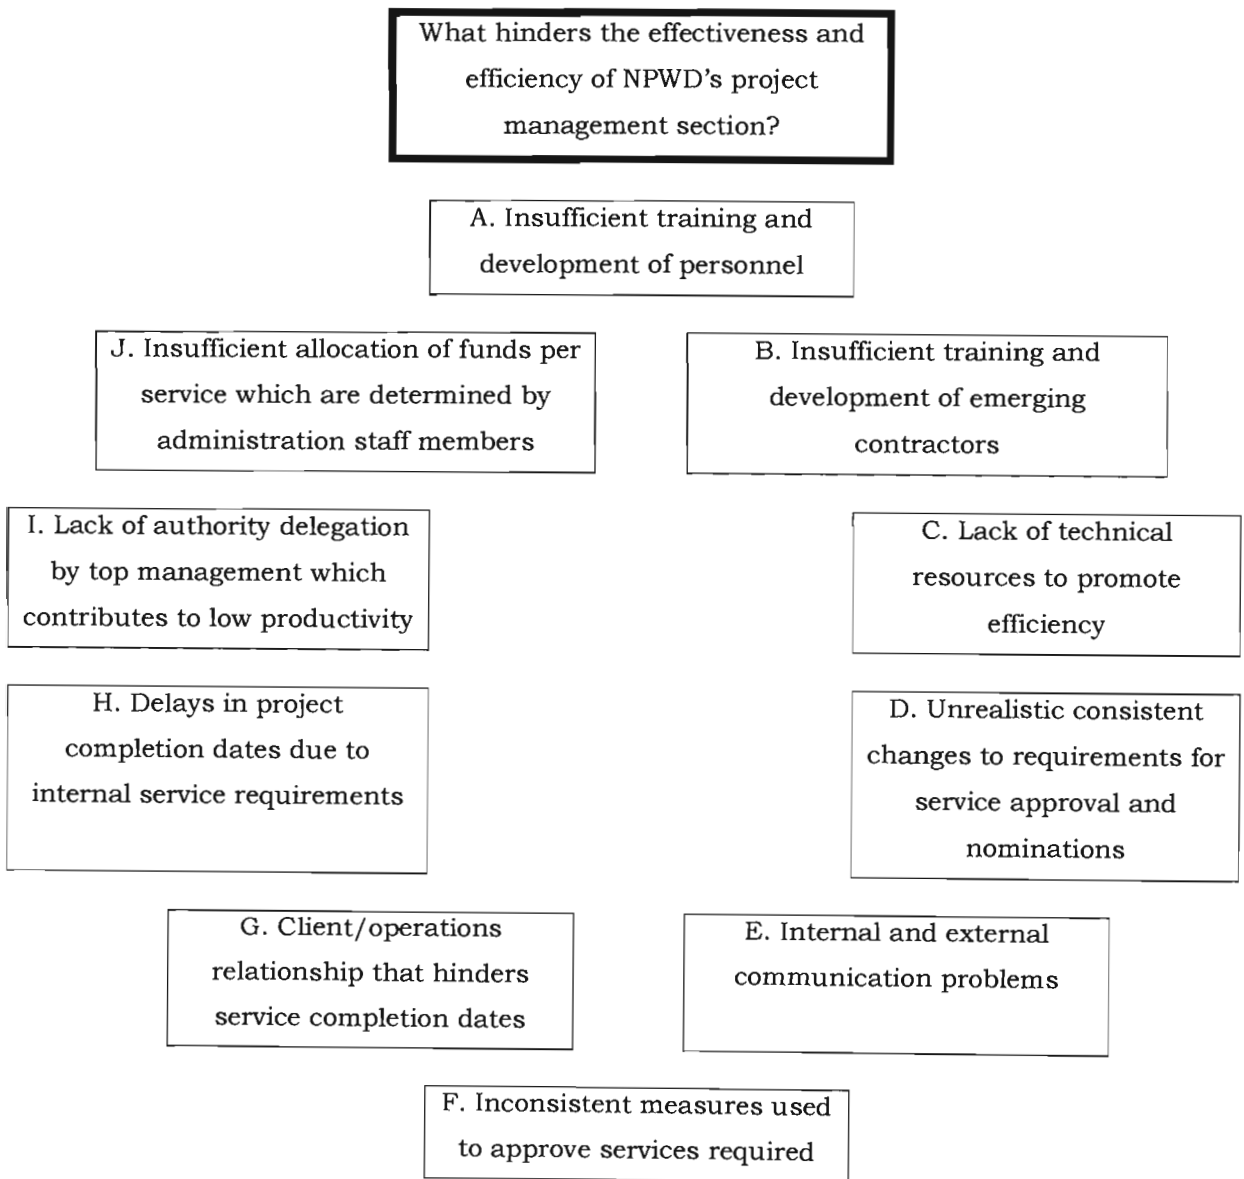 What hinders the effectiveness and
efficiency of NPWD's project
management section?
A. Insufficient training and
development of personnel
J. Insufficient allocation of funds per
service which are determined by
administration staff members
B. Insufficient training and
development of emerging
contractors
I. Lack of authority delegation
by top management which
contributes to low productivity
C. Lack of technical
resources to promote
efficiency
H. Delays in project
completion dates due to
internal service requirements
D. Unrealistic consistent
changes to requirements for
service approval and
nominations
G. Client/operations
relationship that hinders
service completion dates
E. Internal and external
communication problems
F. Inconsistent measures used
to approve services required